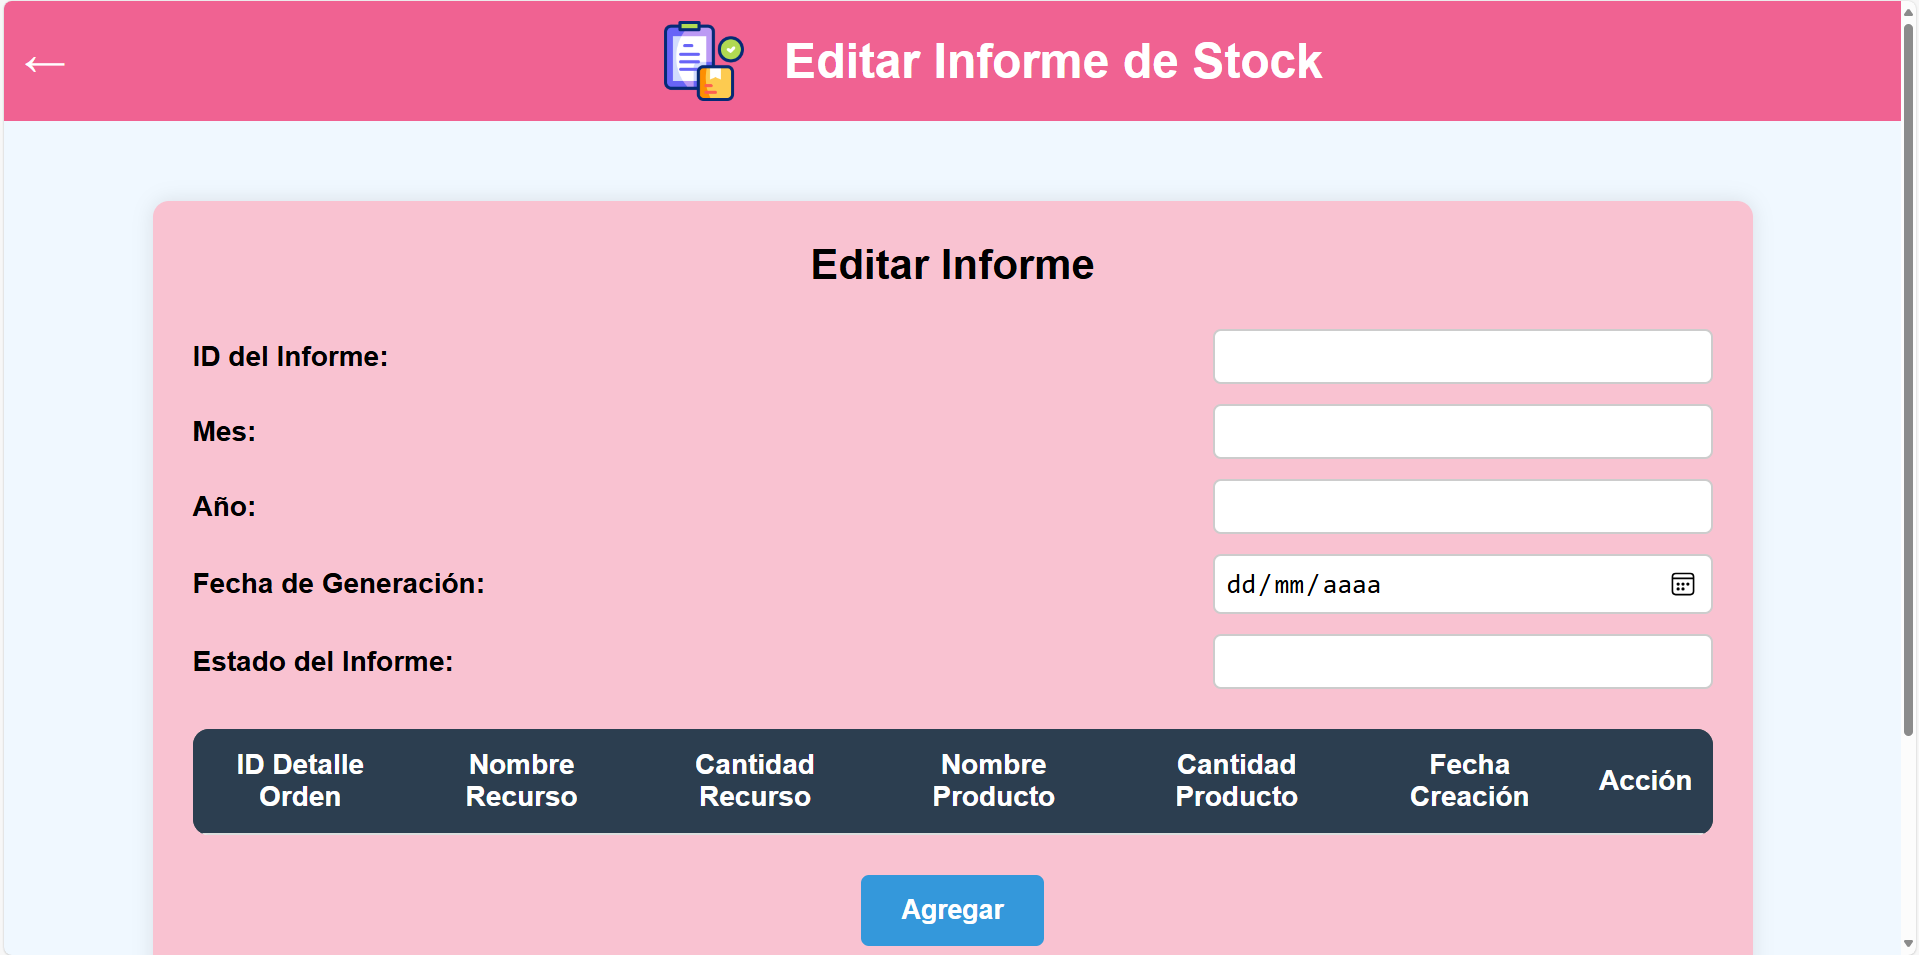 ←
Editar Informe de Stock
Editar Informe
ID del Informe:
Mes:
Año:
Fecha de Generación:
dd/mm/aaaa
Estado del Informe:
ID Detalle Orden
Nombre Recurso
Cantidad Recurso
Nombre Producto
Cantidad Producto
Fecha Creación
Acción
Agregar